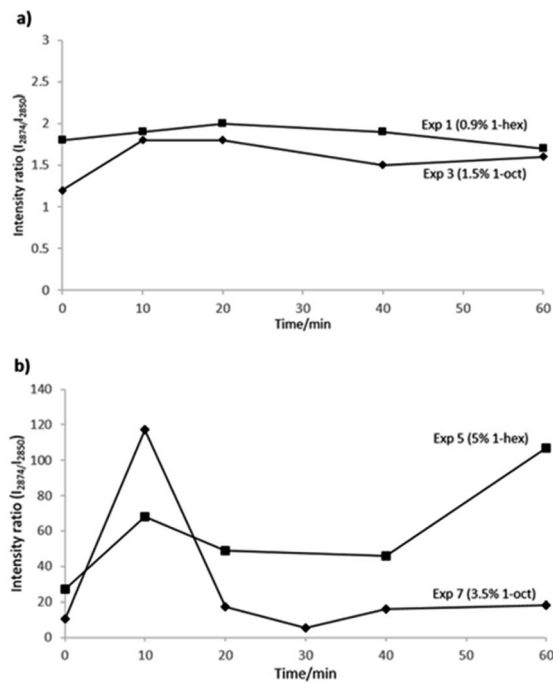 a)
3
2.5
2
1.5
1
0.5
0
Intensity ratio (I2874/I2850)
Exp 1 (0.9% 1-hex)
Exp 3 (1.5% 1-oct)
0 10 20 30 40 50 60
Time/min
b)
140
120
100
80
60
40
20
0
Intensity ratio (I2874/I2850)
Exp 5 (5% 1-hex)
Exp 7 (3.5% 1-oct)
0 10 20 30 40 50 60
Time/min